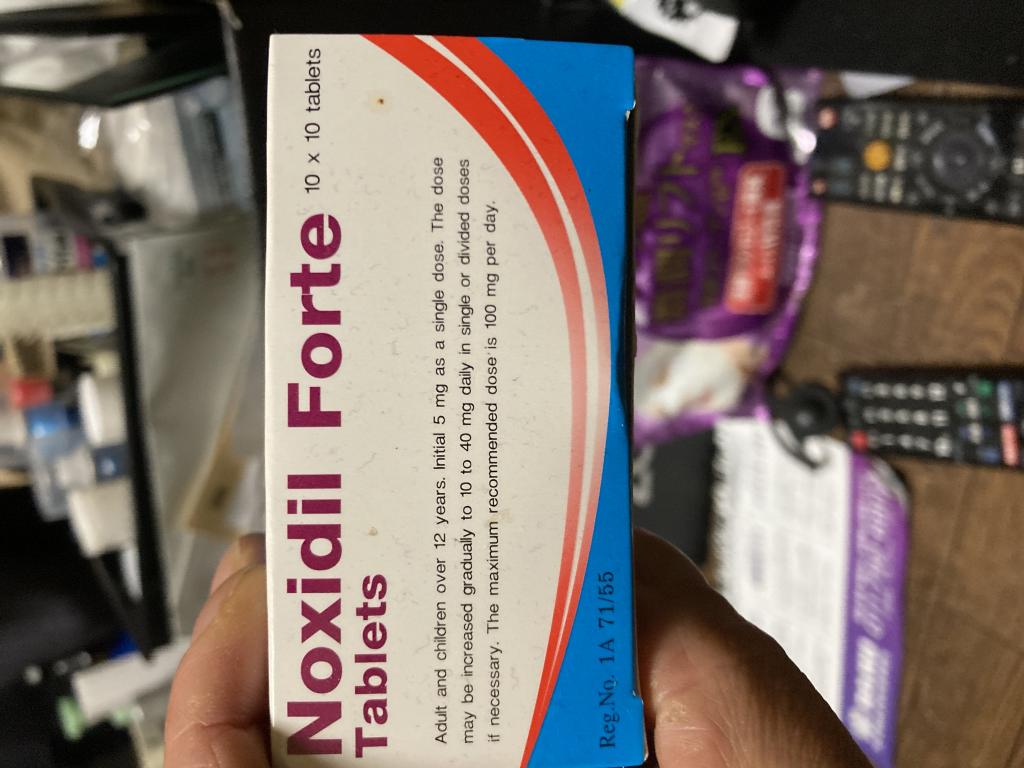 Noxidil Forte 10 x 10 tablets
Tablets
Adult and children over 12 years. Initial 5 mg as a single dose. The dose
may be increased gradually to 10 to 40 mg daily in single or divided doses
if necessary. The maximum recommended dose is 100 mg per day.
Reg.No. 1A 71/55